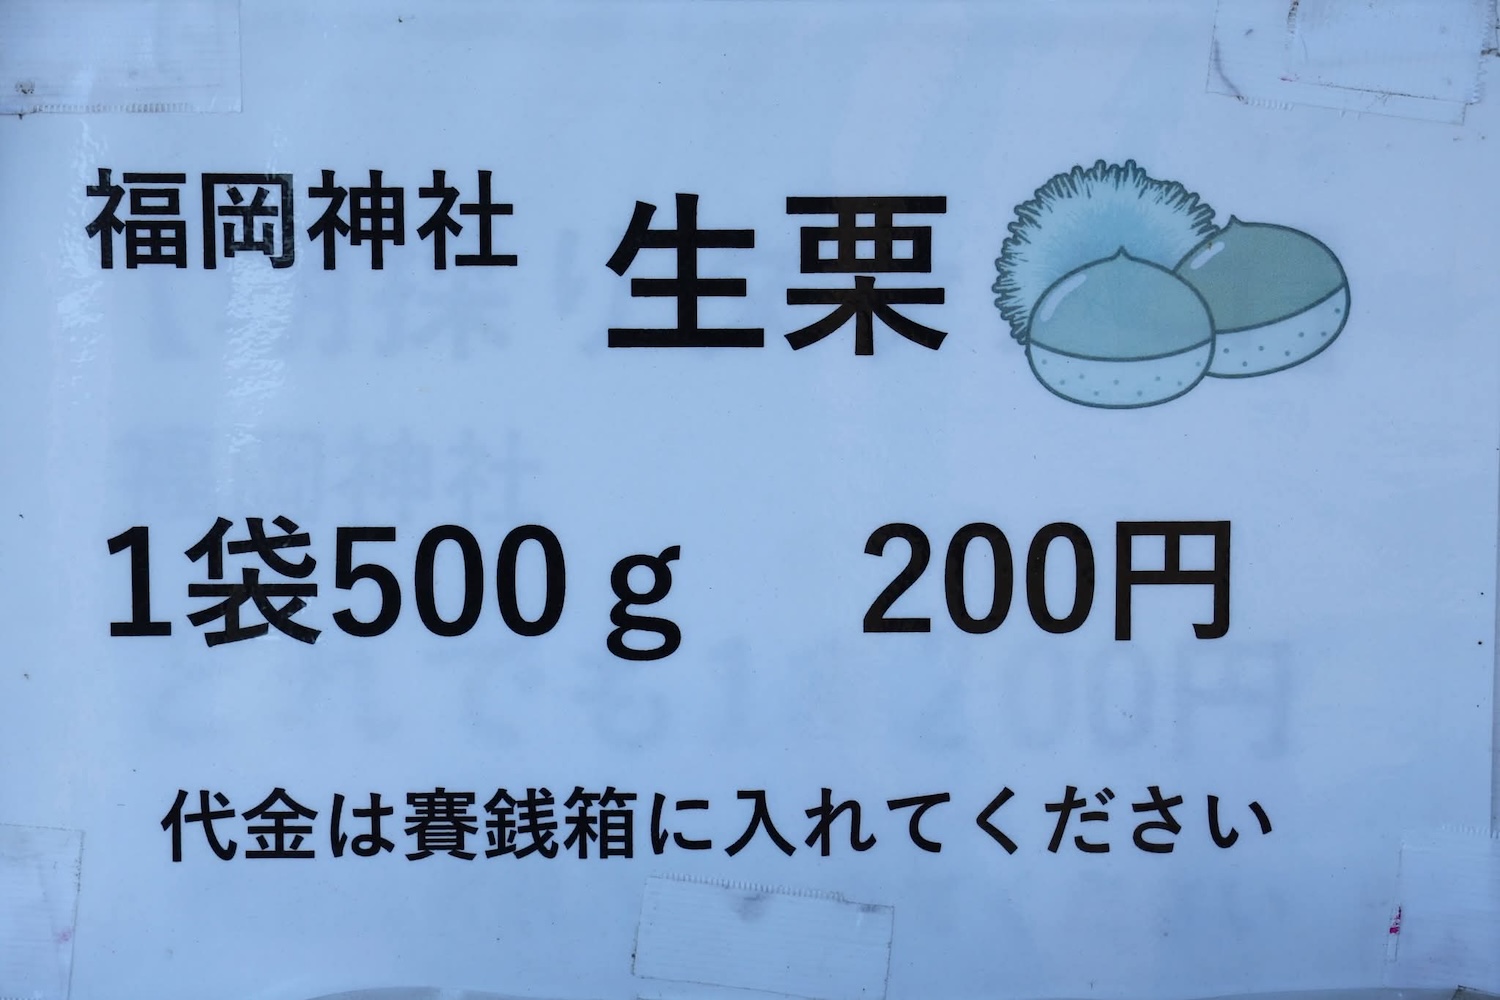 福岡神社 生栗
1袋500g 200円
代金は賽銭箱に入れてください